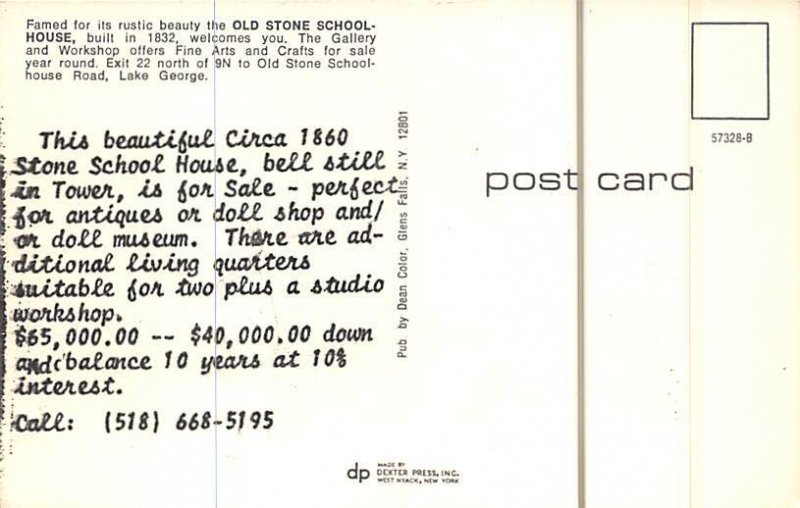 Famed for its rustic beauty the OLD STONE SCHOOL-
HOUSE, built in 1832, welcomes you. The Gallery
and Workshop offers Fine Arts and Crafts for sale
year round. Exit 22 north of 9N to Old Stone School-
house Road, Lake George.
This beautiful Circa 1860
Stone School House, bell still
in Tower, is for Sale - perfect
for antiques or doll shop and/
or doll museum. There are ad-
ditional living quarters
suitable for two plus a studio
workshop.
$65,000.00 -- $40,000.00 down
and balance 10 years at 10%
interest.
Call: (518) 668-5195
Pub by Dean Color, Glens Falls, N.Y 12801
57328-B
post card
dp MADE BY
DEXTER PRESS, INC.
WEST NYACK, NEW YORK